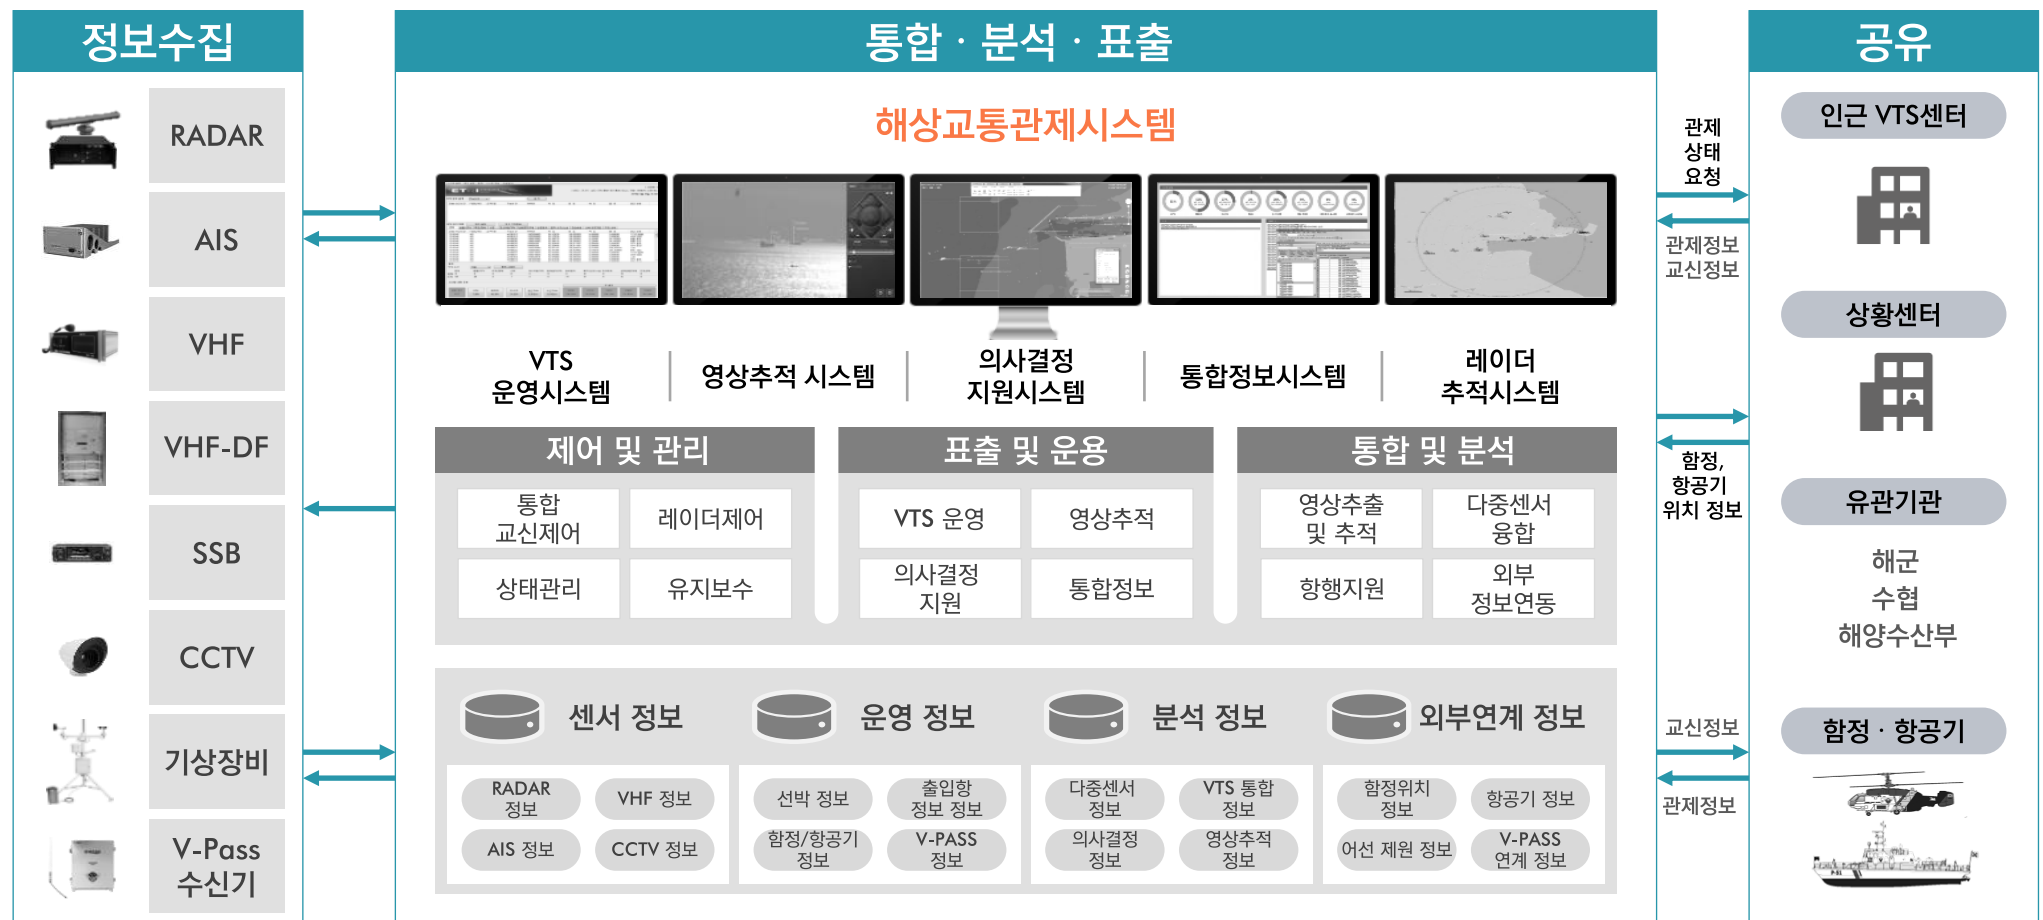 정보수집
RADAR
AIS
VHF
VHF-DF
SSB
CCTV
기상장비
V-Pass
수신기
통합 · 분석 · 표출
해상교통관제시스템
VTS
운영시스템
영상추적 시스템
의사결정
지원시스템
통합정보시스템
레이더
추적시스템
제어 및 관리
통합
교신제어
레이더제어
상태관리
유지보수
표출 및 운용
VTS 운영
영상추적
의사결정
지원
통합정보
통합 및 분석
영상추출
및 추적
다중센서
융합
항행지원
외부
정보연동
센서 정보
RADAR
정보
VHF 정보
AIS 정보
CCTV 정보
운영 정보
선박 정보
출입항
정보 정보
함정/항공기
정보
V-PASS
정보
분석 정보
다중센서
정보
VTS 통합
정보
의사결정
정보
영상추적
정보
외부연계 정보
함정위치
정보
항공기 정보
어선 제원 정보
V-PASS
연계 정보
관제
상태
요청
관제정보
교신정보
함정,
항공기
위치 정보
교신정보
관제정보
공유
인근 VTS센터
상황센터
유관기관
해군
수협
해양수산부
함정 · 항공기